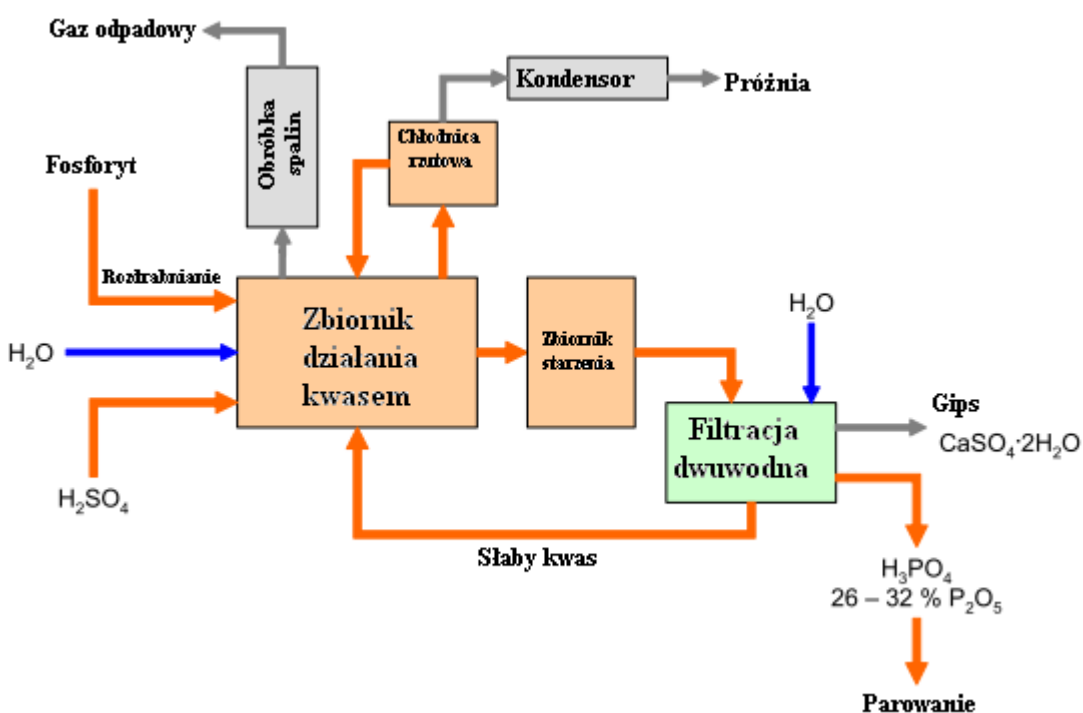 Gaz odpadowy
Obróbka
spalin
Kondensor
Próżnia
Chłodnica
rzutowa
Fosforyt
Rozdrabnianie
Zbiornik
działania
kwasem
H₂O
H₂SO₄
Zbiornik
starzenia
H₂O
Filtracja
dwuwodna
Gips
CaSO₄·2H₂O
Słaby kwas
H₃PO₄
26 – 32 % P₂O₅
Parowanie